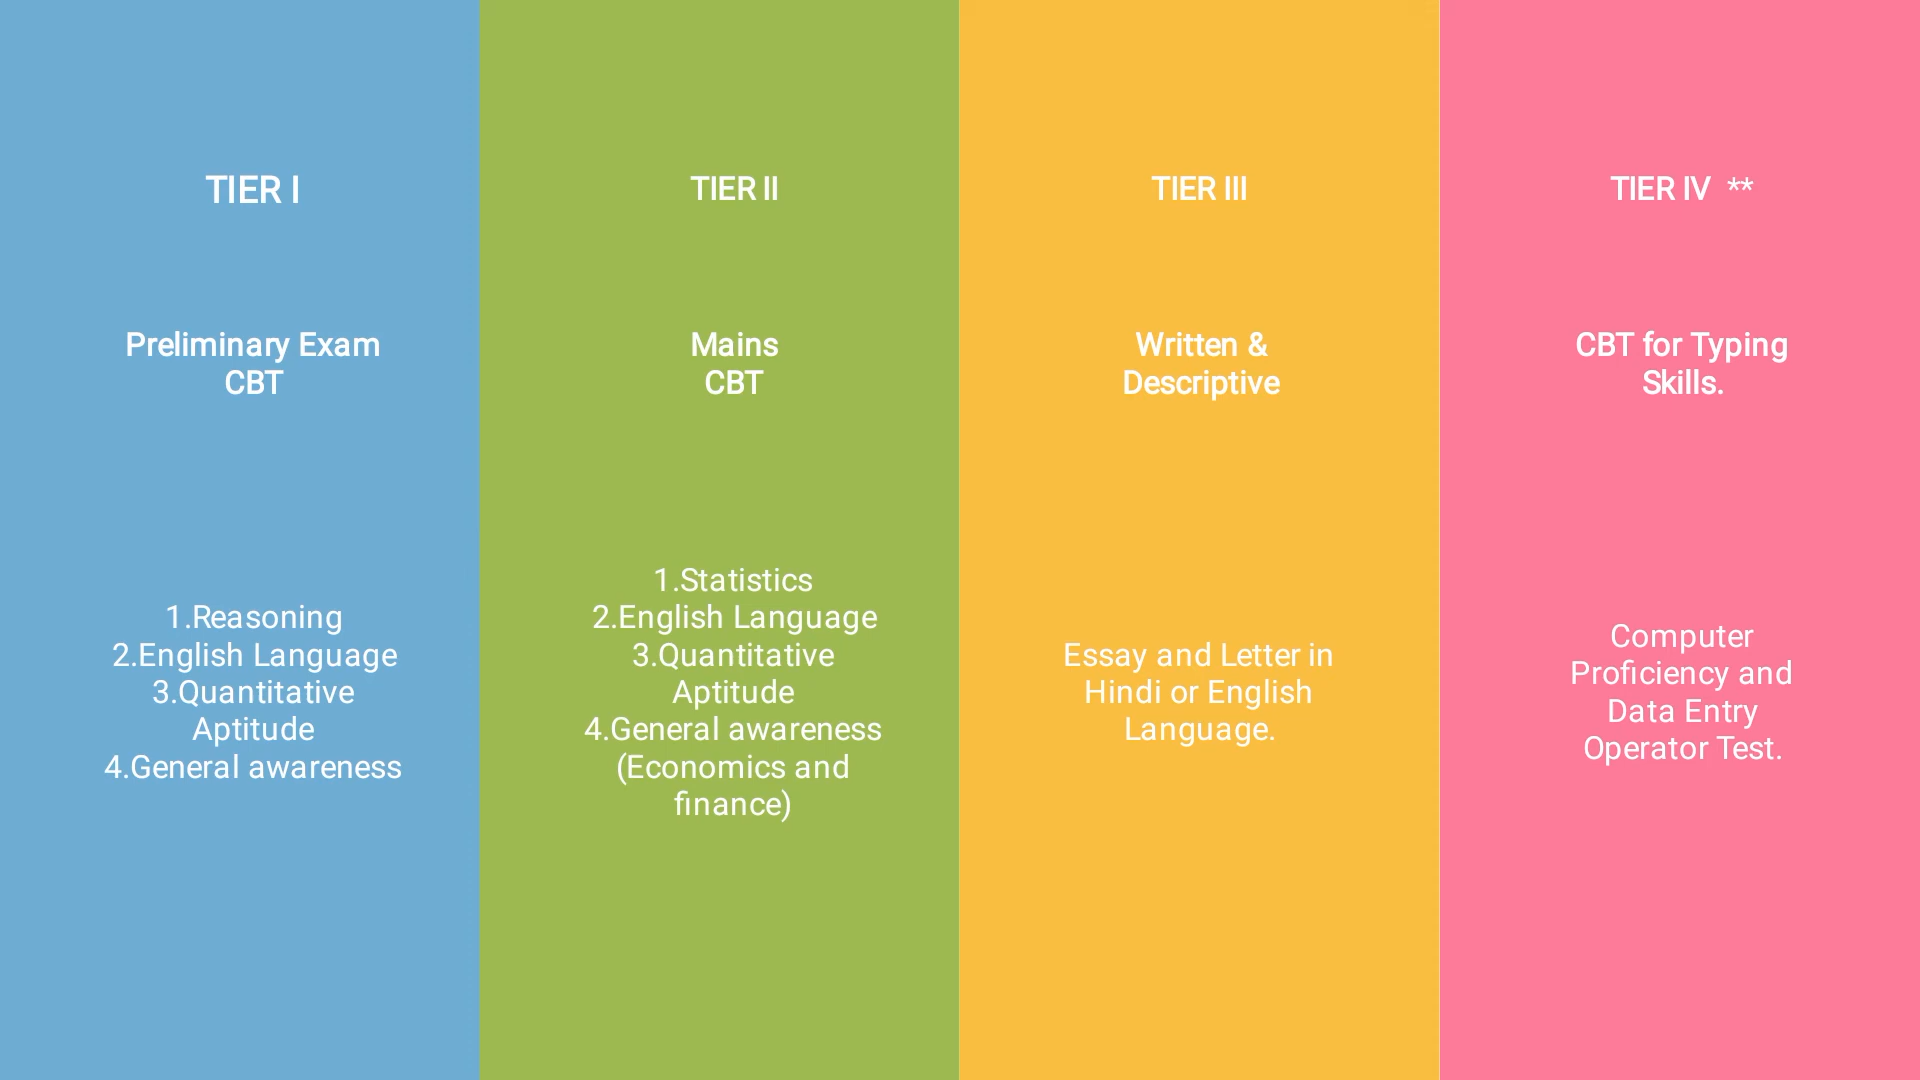 TIER I
Preliminary Exam
CBT
1.Reasoning
2.English Language
3.Quantitative
Aptitude
4.General awareness
TIER II
Mains
CBT
1.Statistics
2.English Language
3.Quantitative
Aptitude
4.General awareness
(Economics and
finance)
TIER III
Written &
Descriptive
Essay and Letter in
Hindi or English
Language.
TIER IV **
CBT for Typing
Skills.
Computer
Proficiency and
Data Entry
Operator Test.